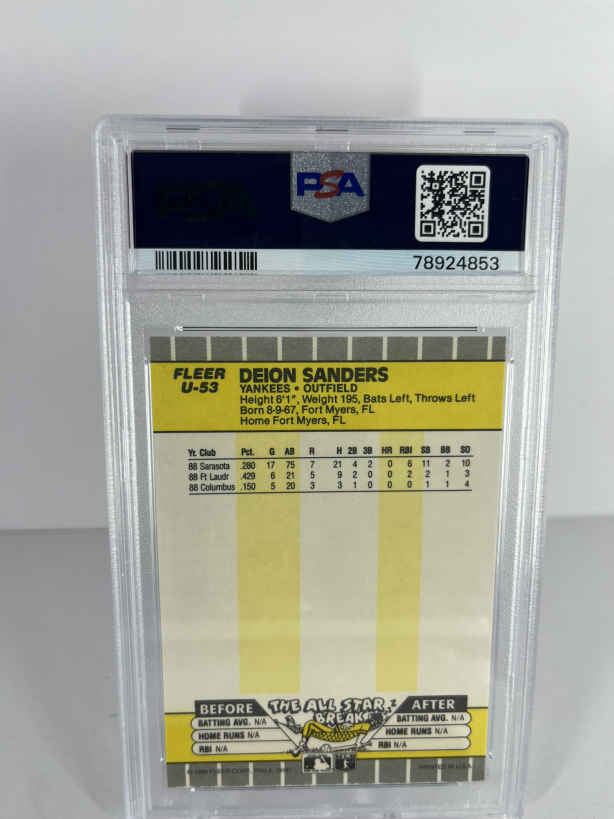 PSA
78924853
FLEER DEION SANDERS
U-53 YANKEES • OUTFIELD
Height 6'1", Weight 195, Bats Left, Throws Left
Born 8-9-67, Fort Myers, FL
Home Fort Myers, FL
Yr. Club Pct. G AB R H 2B 3B HR RBI SB BB SO
88 Sarasota .280 17 75 7 21 4 2 0 6 11 2 10
88 Ft Laudr .429 6 21 5 9 2 0 0 2 2 1 3
88 Columbus .150 5 20 3 3 1 0 0 0 1 1 4
BEFORE THE ALL STAR BREAK AFTER
BATTING AVG. N/A BATTING AVG. N/A
HOME RUNS N/A HOME RUNS N/A
RBI N/A RBI N/A
PRINTED IN U.S.A.